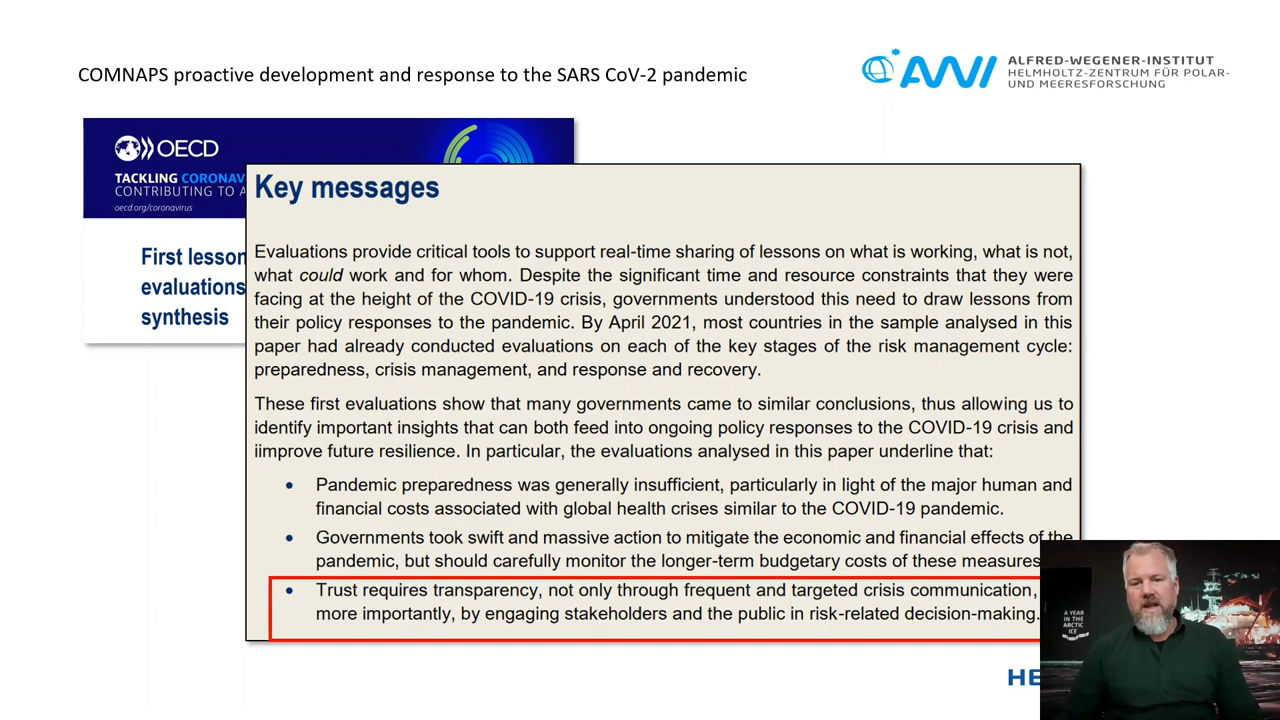 COMNAPS proactive development and response to the SARS CoV-2 pandemic
AWI
ALFRED-WEGENER-INSTITUT
HELMHOLTZ-ZENTRUM FÜR POLAR-
UND MEERESFORSCHUNG
OECD
TACKLING CORONAV
CONTRIBUTING TO A
oecd.org/coronavirus
First lesson
evaluations
synthesis
Key messages
Evaluations provide critical tools to support real-time sharing of lessons on what is working, what is not,
what could work and for whom. Despite the significant time and resource constraints that they were
facing at the height of the COVID-19 crisis, governments understood this need to draw lessons from
their policy responses to the pandemic. By April 2021, most countries in the sample analysed in this
paper had already conducted evaluations on each of the key stages of the risk management cycle:
preparedness, crisis management, and response and recovery.
These first evaluations show that many governments came to similar conclusions, thus allowing us to
identify important insights that can both feed into ongoing policy responses to the COVID-19 crisis and
iimprove future resilience. In particular, the evaluations analysed in this paper underline that:
• Pandemic preparedness was generally insufficient, particularly in light of the major human and
financial costs associated with global health crises similar to the COVID-19 pandemic.
• Governments took swift and massive action to mitigate the economic and financial effects of the
pandemic, but should carefully monitor the longer-term budgetary costs of these measures
• Trust requires transparency, not only through frequent and targeted crisis communication,
more importantly, by engaging stakeholders and the public in risk-related decision-making.
HE
A YEAR
IN THE
ARCTIC
ICE